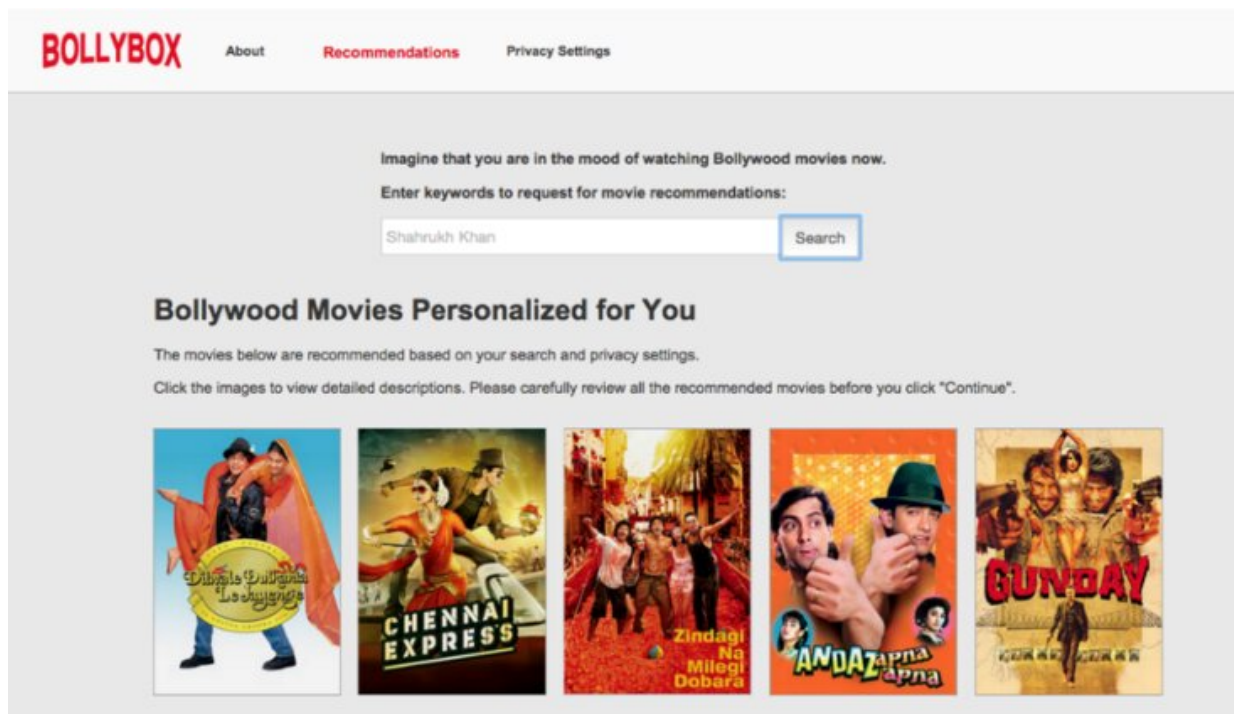 BOLLYBOX About Recommendations Privacy Settings
Imagine that you are in the mood of watching Bollywood movies now.
Enter keywords to request for movie recommendations:
Shahrukh Khan Search
Bollywood Movies Personalized for You
The movies below are recommended based on your search and privacy settings.
Click the images to view detailed descriptions. Please carefully review all the recommended movies before you click "Continue".
Dilwale Dulhania
Le Jayenge
CHENNAI
EXPRESS
Zindagi
Na
Milegi
Dobara
ANDAZ apna
apna
GUNDAY